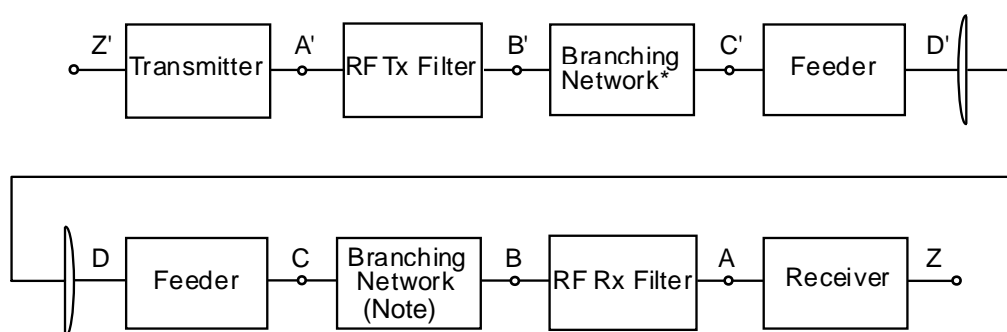 Z'
Transmitter
A'
RF Tx Filter
B'
Branching
Network*
C'
Feeder
D'
D
Feeder
C
Branching
Network
(Note)
B
RF Rx Filter
A
Receiver
Z